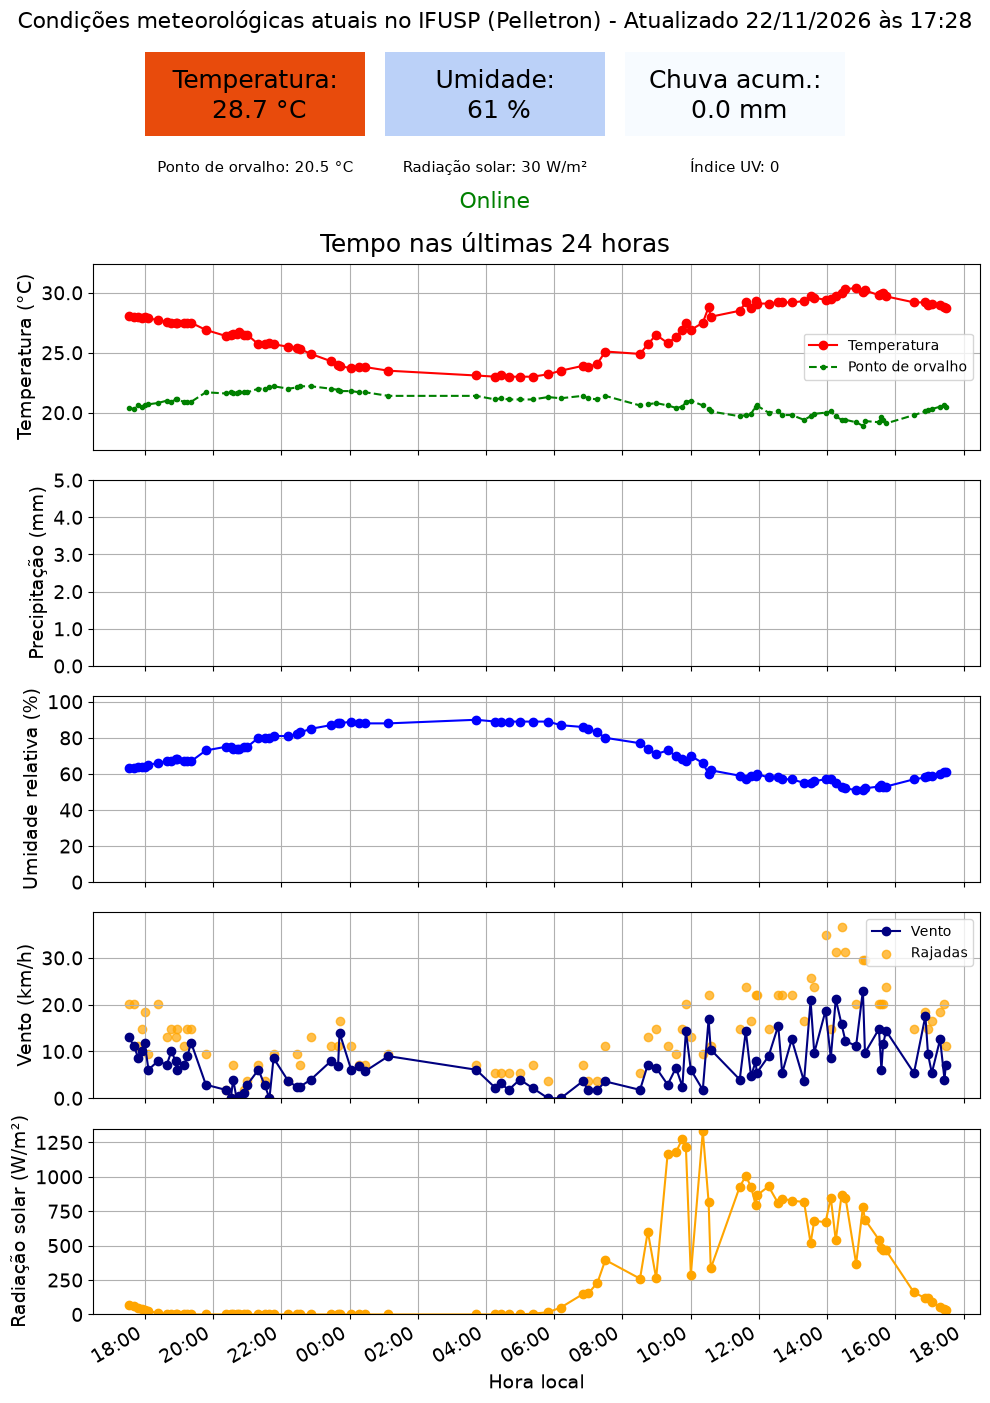 Condições meteorológicas atuais no IFUSP (Pelletron) - Atualizado 22/11/2026 às 17:28
Temperatura:
28.7 °C
Umidade:
61 %
Chuva acum.:
0.0 mm
Ponto de orvalho: 20.5 °C
Radiação solar: 30 W/m²
Índice UV: 0
Online
Tempo nas últimas 24 horas
Temperatura (°C)
30.0
25.0
20.0
Temperatura
Ponto de orvalho
Precipitação (mm)
5.0
4.0
3.0
2.0
1.0
0.0
Umidade relativa (%)
100
80
60
40
20
0
Vento (km/h)
30.0
20.0
10.0
0.0
Vento
Rajadas
Radiação solar (W/m²)
1250
1000
750
500
250
0
18:00
20:00
22:00
00:00
02:00
04:00
06:00
08:00
10:00
12:00
14:00
16:00
18:00
Hora local